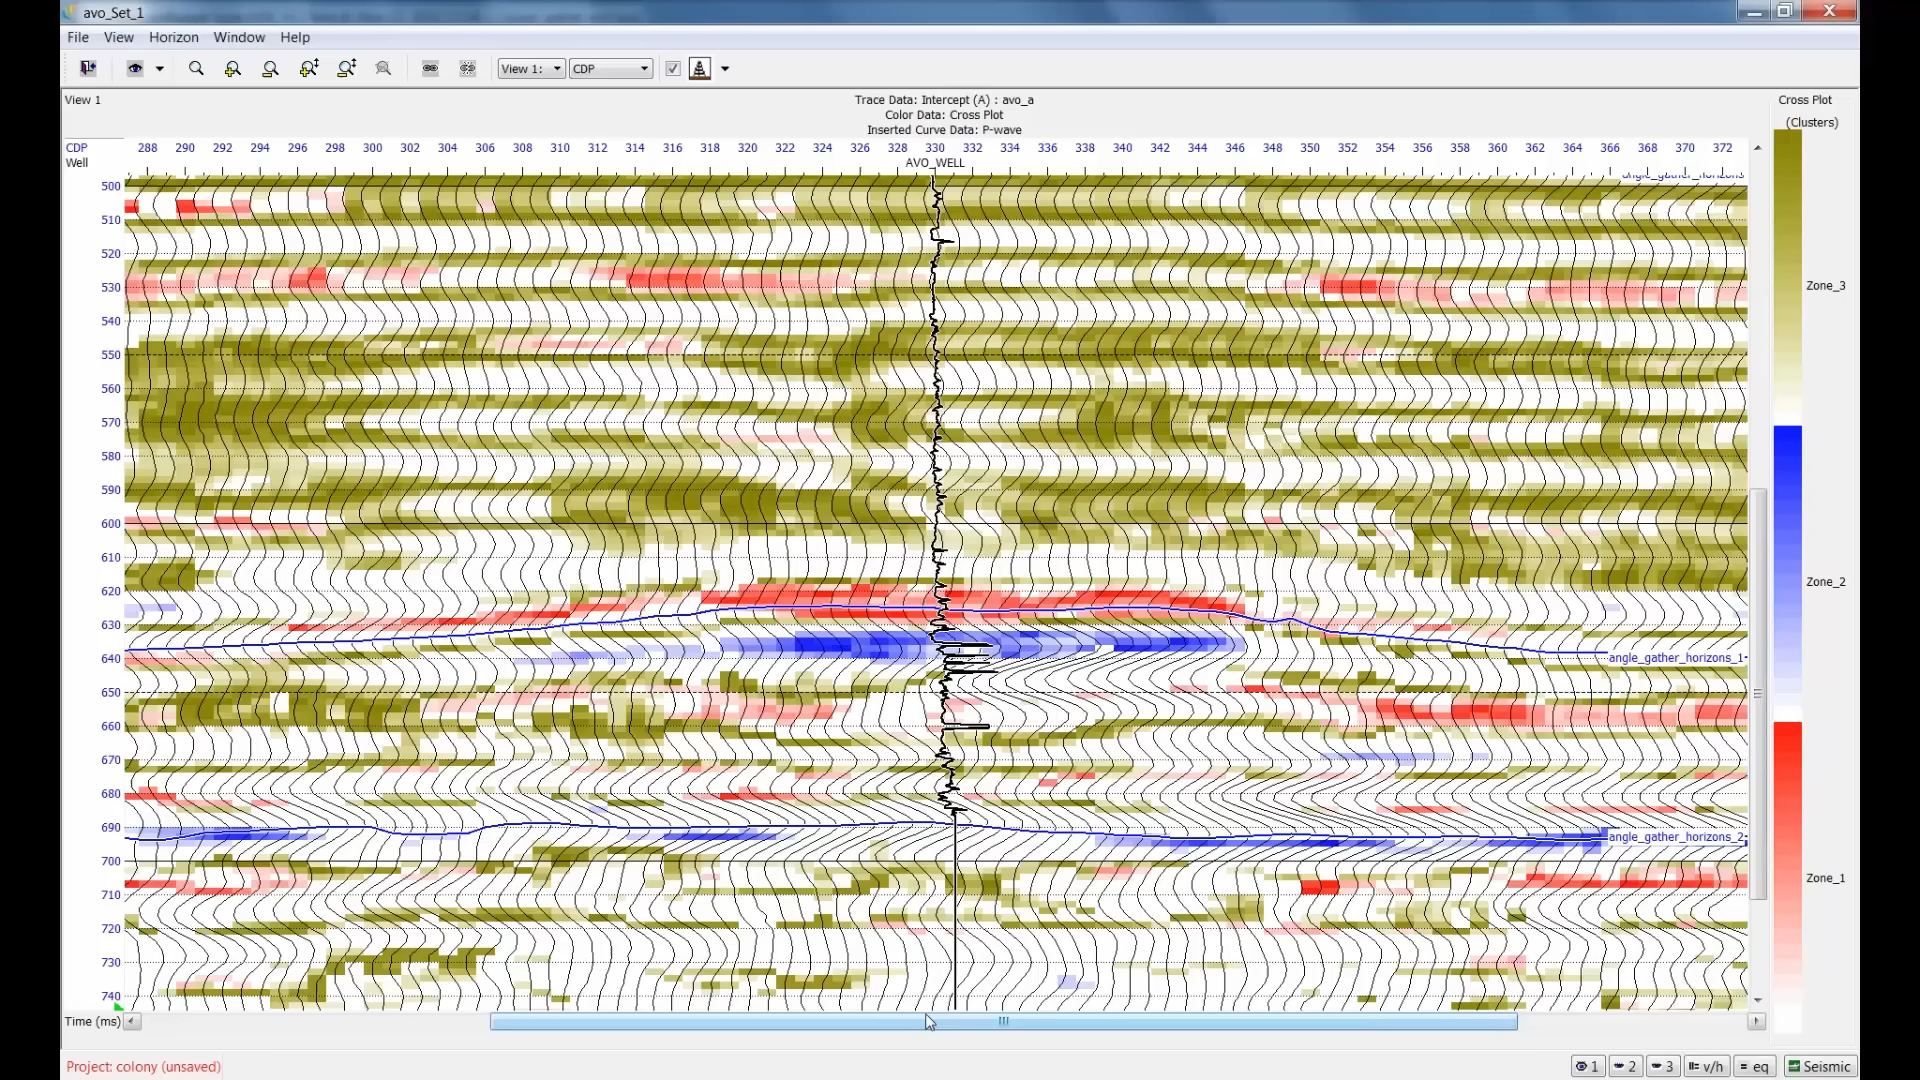 avo_Set_1
File View Horizon Window Help
View 1: CDP
View 1
Trace Data: Intercept (A) : avo_a
Color Data: Cross Plot
Inserted Curve Data: P-wave
Cross Plot
(Clusters)
CDP 288 290 292 294 296 298 300 302 304 306 308 310 312 314 316 318 320 322 324 326 328 330 332 334 336 338 340 342 344 346 348 350 352 354 356 358 360 362 364 366 368 370 372
Well AVO_WELL
angle_gather_horizons
500
510
520
530
Zone_3
540
550
560
570
580
590
600
610
620
Zone_2
630
640
angle_gather_horizons_1
650
660
670
680
690
angle_gather_horizons_2
700
Zone_1
710
720
730
740
Time (ms)
Project: colony (unsaved)
1 2 3 v/h eq Seismic